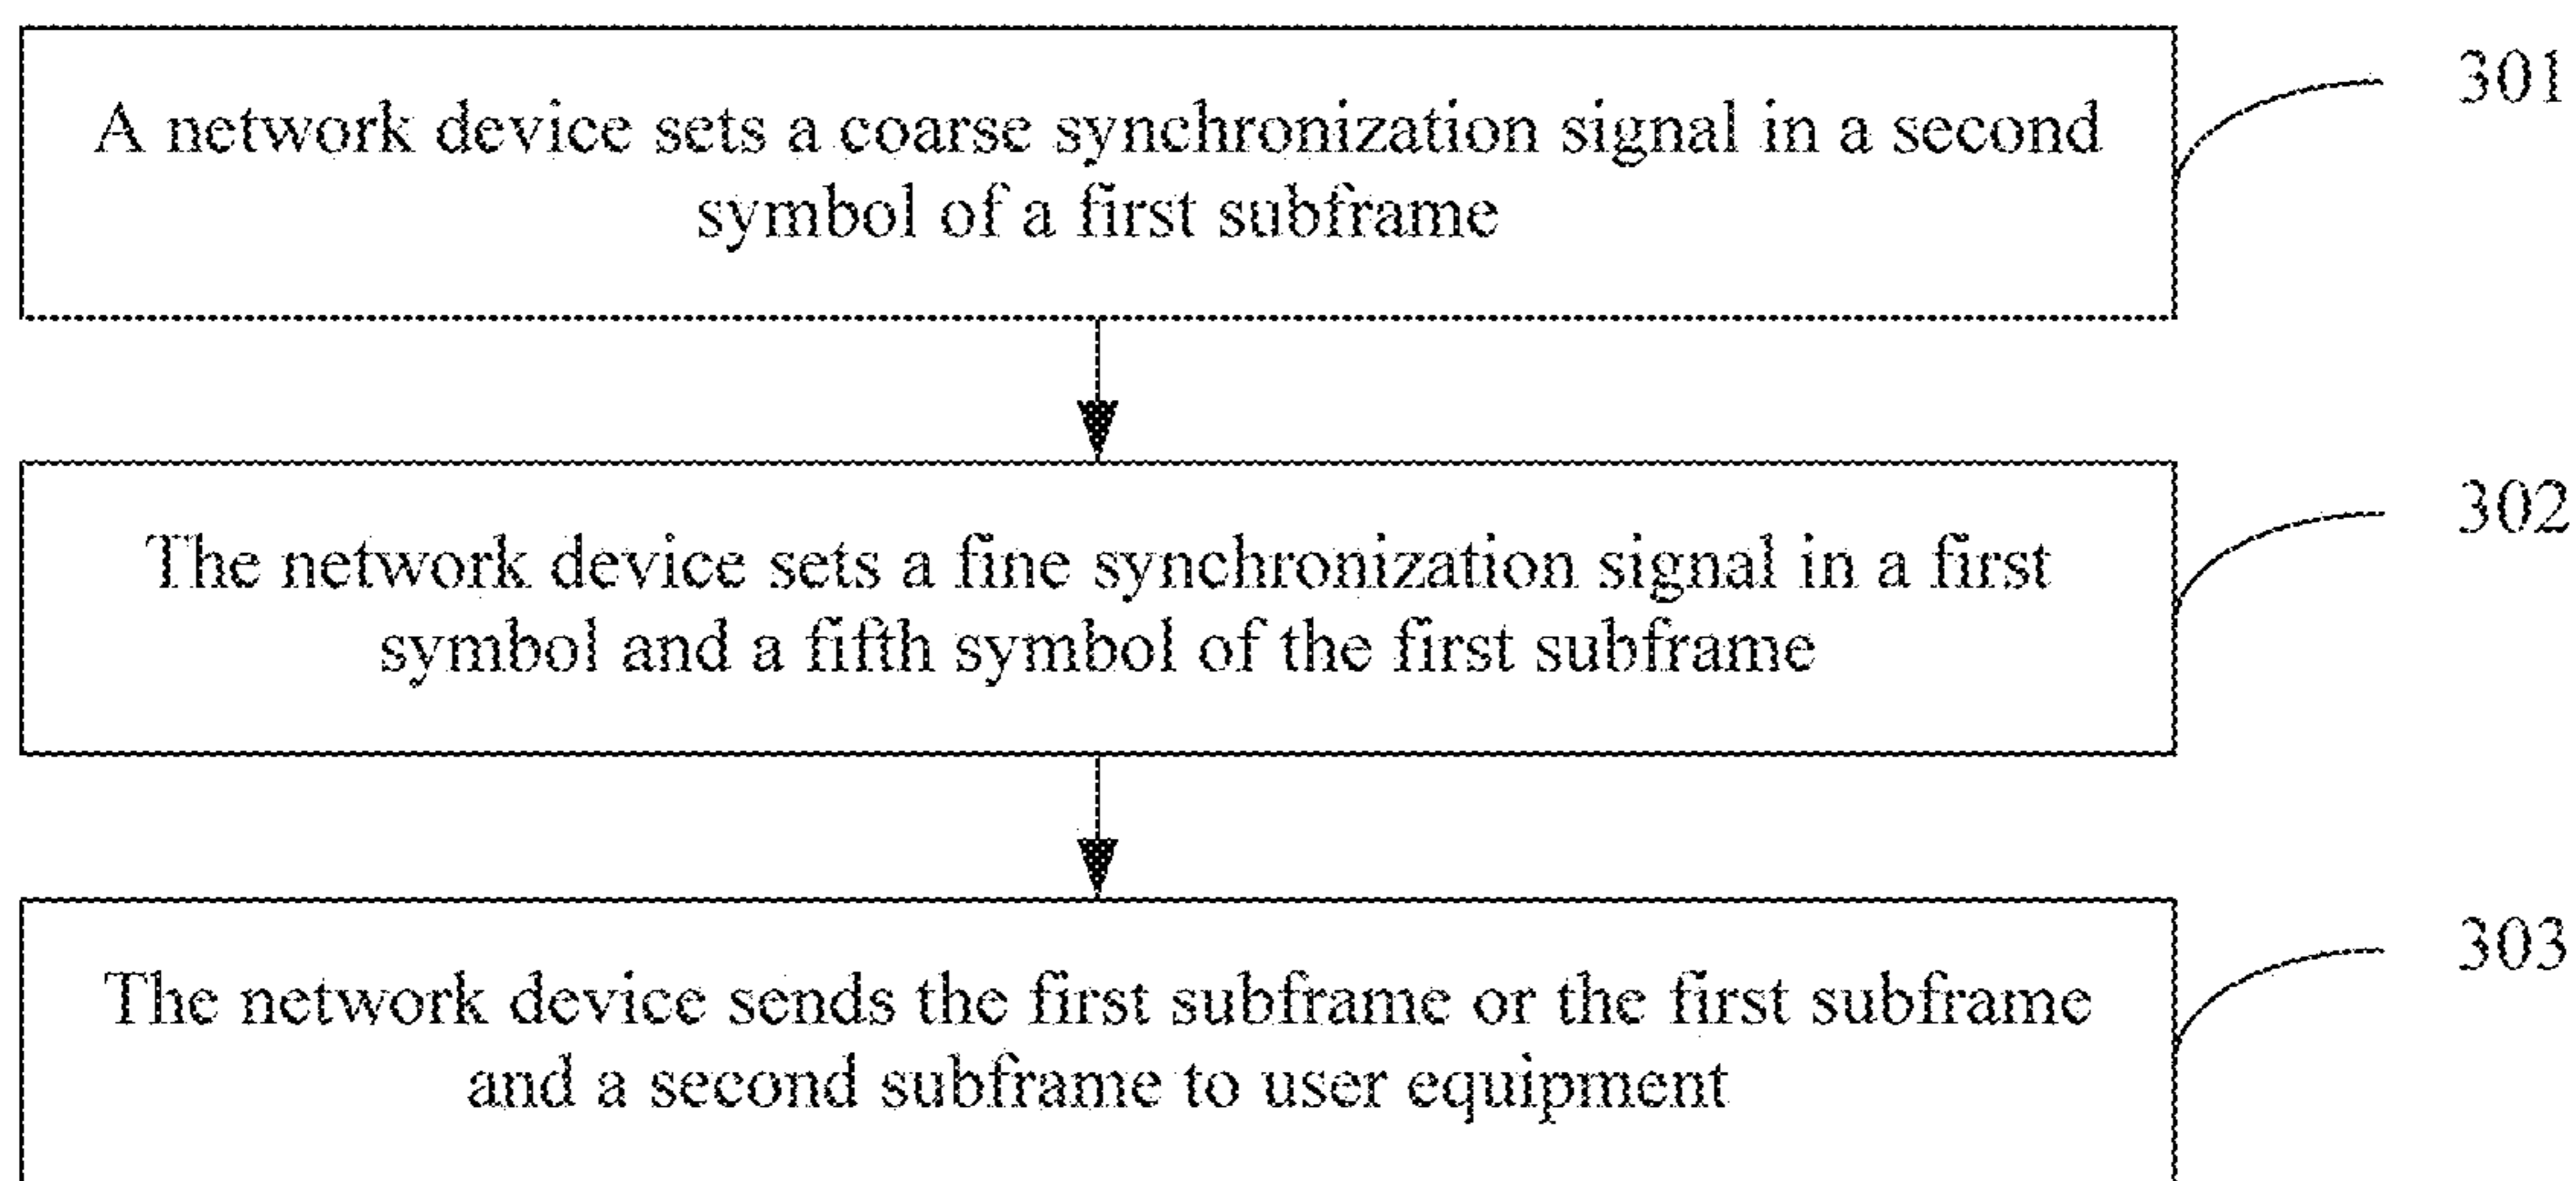 A network device sets a coarse synchronization signal in a second
symbol of a first subframe
301
The network device sets a fine synchronization signal in a first
symbol and a fifth symbol of the first subframe
302
The network device sends the first subframe or the first subframe
and a second subframe to user equipment
303